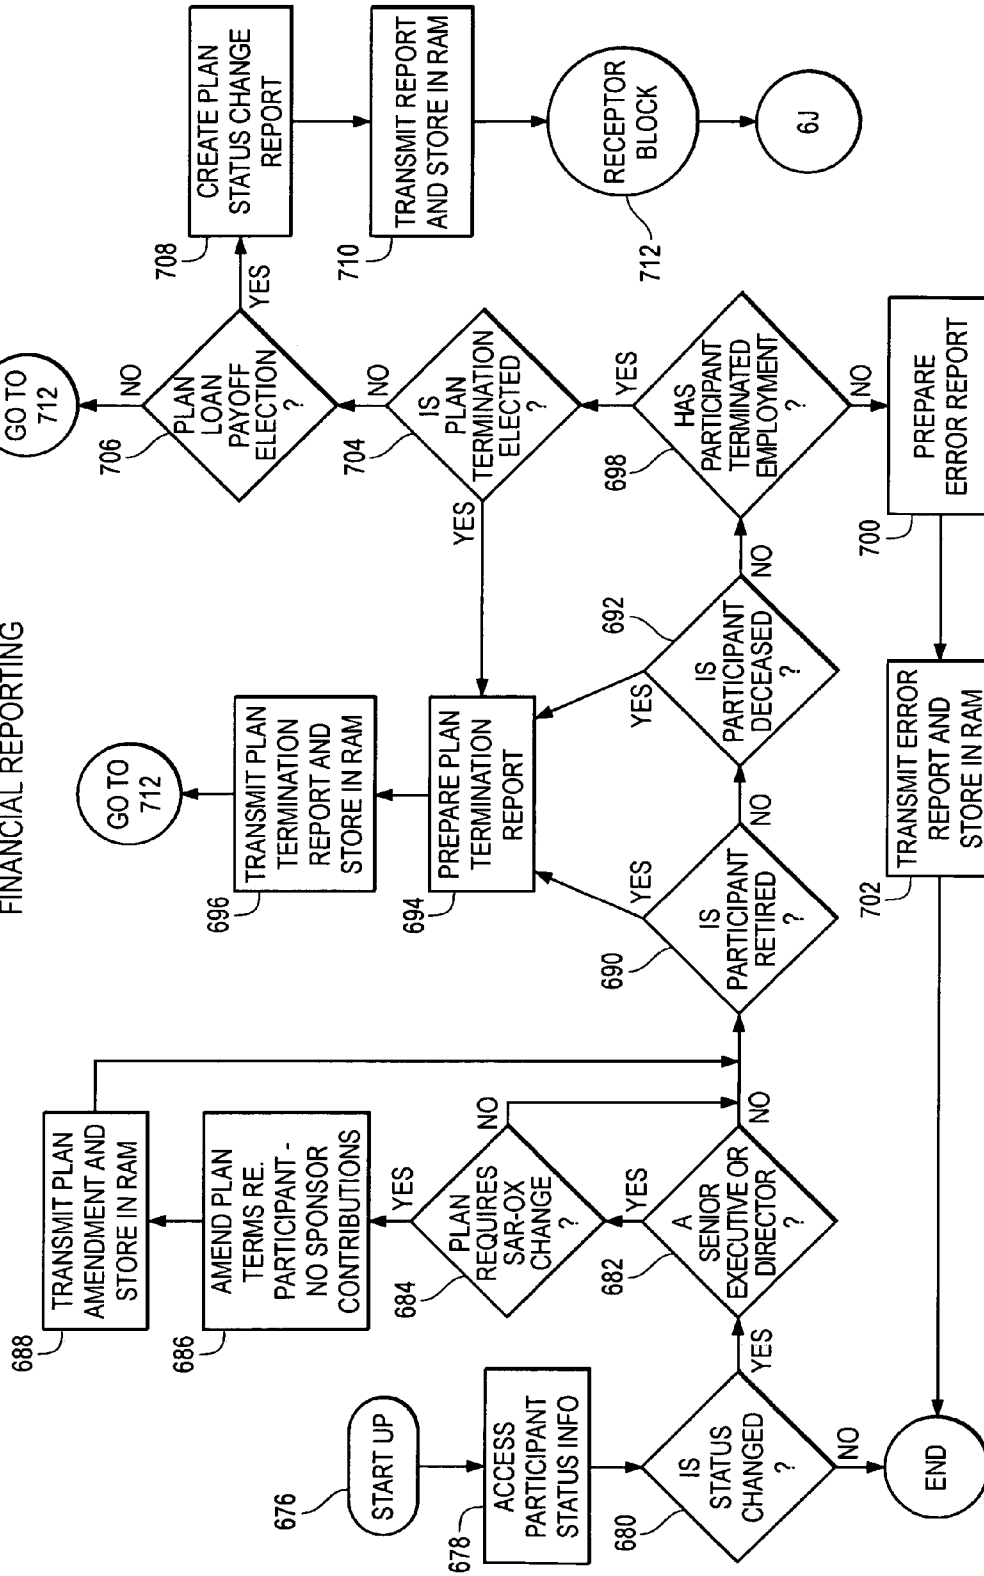 FINANCIAL REPORTING
676
START UP
678
ACCESS
PARTICIPANT
STATUS INFO
680
IS
STATUS
CHANGED
?
NO
YES
END
682
A
SENIOR
EXECUTIVE OR
DIRECTOR
?
YES
NO
684
PLAN
REQUIRES
SAR-OX
CHANGE
?
YES
NO
686
AMEND PLAN
TERMS RE.
PARTICIPANT -
NO SPONSOR
CONTRIBUTIONS
688
TRANSMIT PLAN
AMENDMENT AND
STORE IN RAM
690
IS
PARTICIPANT
RETIRED
?
YES
NO
692
IS
PARTICIPANT
DECEASED
?
YES
NO
694
PREPARE PLAN
TERMINATION
REPORT
696
TRANSMIT PLAN
TERMINATION
REPORT AND
STORE IN RAM
GO TO
712
698
HAS
PARTICIPANT
TERMINATED
EMPLOYMENT
?
YES
NO
700
PREPARE
ERROR REPORT
702
TRANSMIT ERROR
REPORT AND
STORE IN RAM
704
IS
PLAN
TERMINATION
ELECTED
?
YES
NO
706
PLAN
LOAN
PAYOFF
ELECTION
?
NO
YES
GO TO
712
708
CREATE PLAN
STATUS CHANGE
REPORT
710
TRANSMIT REPORT
AND STORE IN RAM
712
RECEPTOR
BLOCK
6J